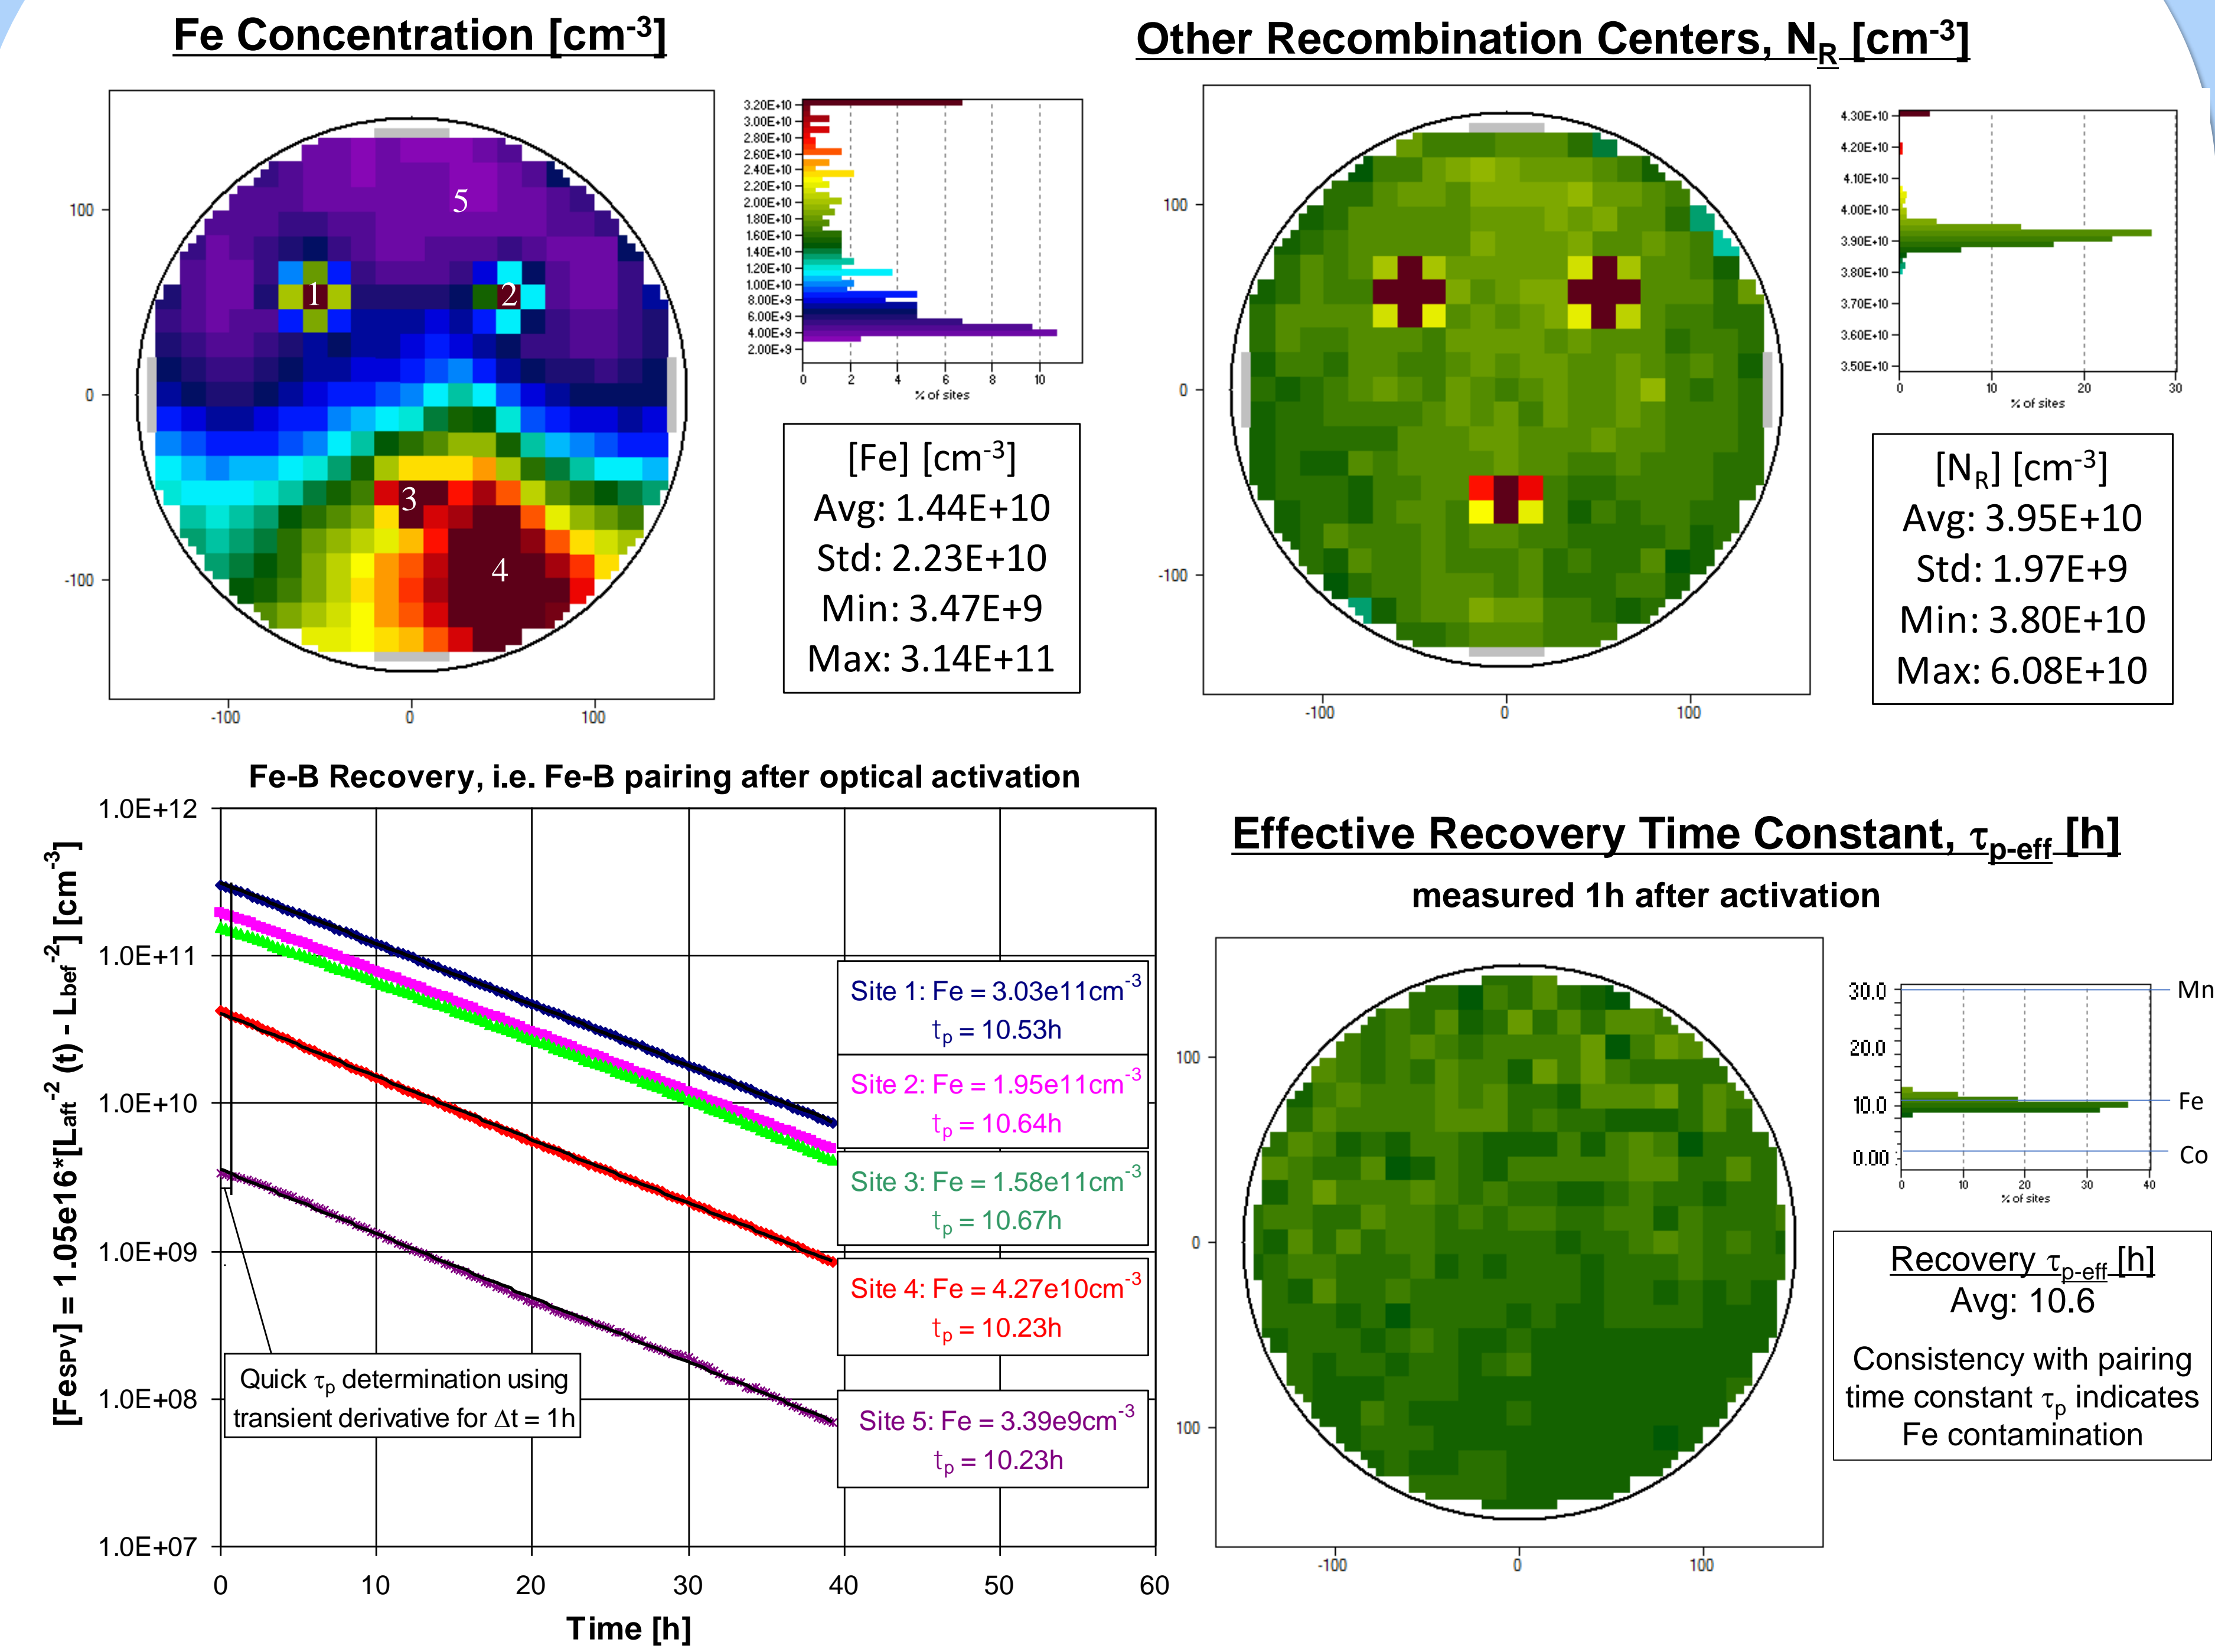 Fe Concentration [cm-3]
Other Recombination Centers, NR [cm-3]
5
1
2
3
4
100
0
-100
-100
0
100
3.20E+10
3.00E+10
2.80E+10
2.60E+10
2.40E+10
2.20E+10
2.00E+10
1.80E+10
1.60E+10
1.40E+10
1.20E+10
1.00E+10
8.00E+9
6.00E+9
4.00E+9
2.00E+9
0 2 4 6 8 10
% of sites
[Fe] [cm-3]
Avg: 1.44E+10
Std: 2.23E+10
Min: 3.47E+9
Max: 3.14E+11
100
0
-100
-100
0
100
4.30E+10
4.20E+10
4.10E+10
4.00E+10
3.90E+10
3.80E+10
3.70E+10
3.60E+10
3.50E+10
0 10 20 30
% of sites
[NR] [cm-3]
Avg: 3.95E+10
Std: 1.97E+9
Min: 3.80E+10
Max: 6.08E+10
Fe-B Recovery, i.e. Fe-B pairing after optical activation
[FeSPV] = 1.05e16*[Laft-2 (t) - Lbef-2] [cm-3]
1.0E+12
1.0E+11
1.0E+10
1.0E+09
1.0E+08
1.0E+07
0 10 20 30 40 50 60
Time [h]
Site 1: Fe = 3.03e11cm-3
tp = 10.53h
Site 2: Fe = 1.95e11cm-3
tp = 10.64h
Site 3: Fe = 1.58e11cm-3
tp = 10.67h
Site 4: Fe = 4.27e10cm-3
tp = 10.23h
Site 5: Fe = 3.39e9cm-3
tp = 10.23h
Quick τp determination using
transient derivative for Δt = 1h
Effective Recovery Time Constant, τp-eff [h]
measured 1h after activation
100
0
100
-100
0
100
30.0
20.0
10.0
0.00
Mn
Fe
Co
0 10 20 30 40
% of sites
Recovery τp-eff [h]
Avg: 10.6
Consistency with pairing
time constant τp indicates
Fe contamination